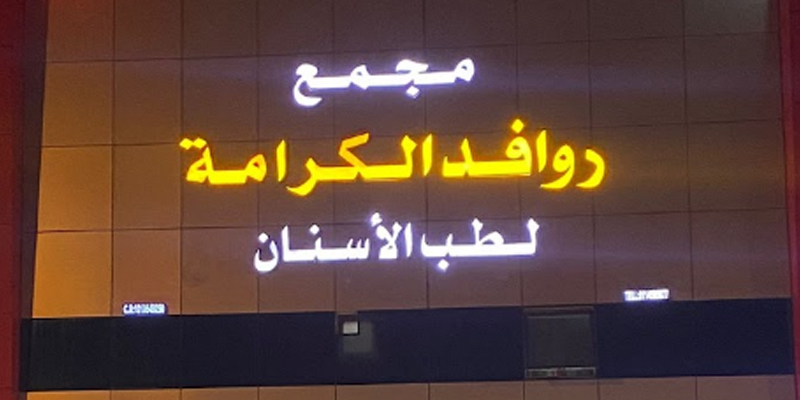 مجمع
روافد الكرامة
لطب الأسنان